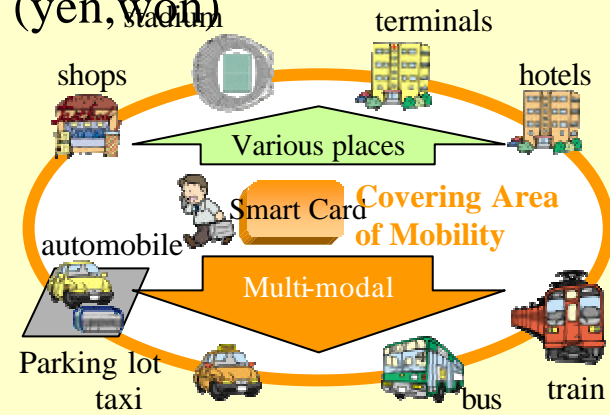 (yen,won)
stadium
terminals
shops
hotels
Various places
Smart Card
Covering Area
of Mobility
automobile
Multi-modal
Parking lot
taxi
bus
train